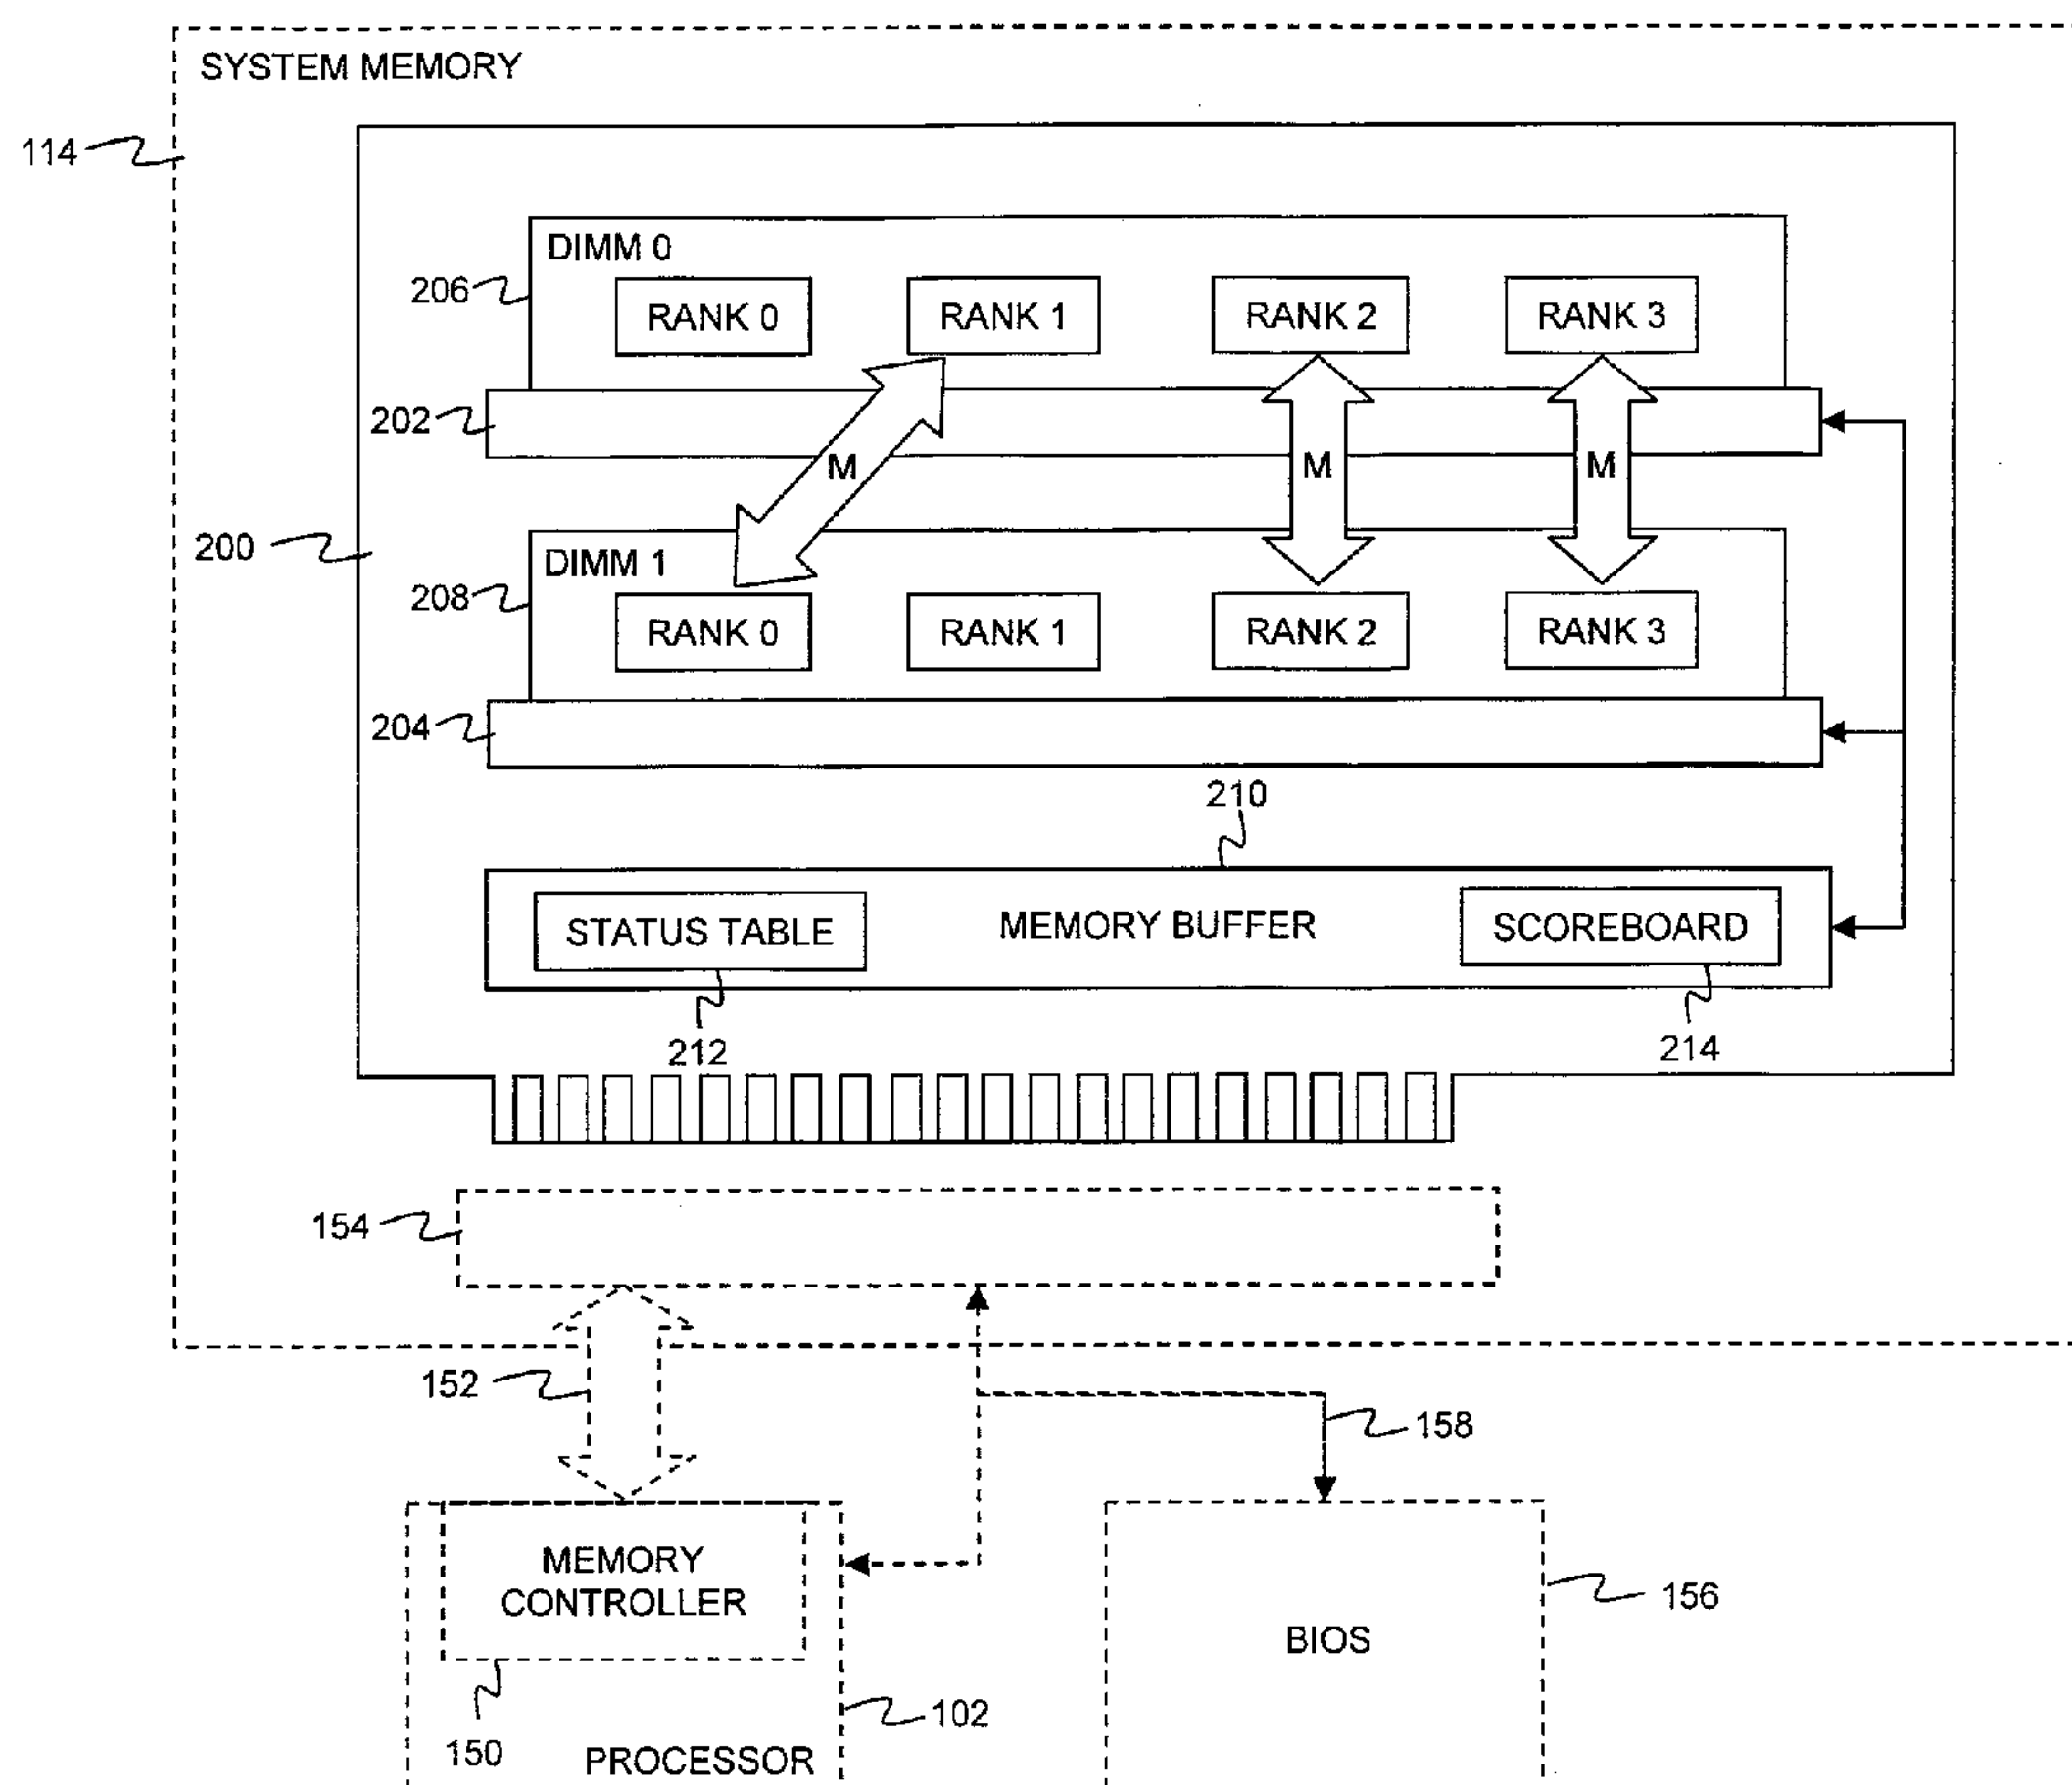 SYSTEM MEMORY
114
DIMM 0
206
RANK 0
RANK 1
RANK 2
RANK 3
202
M
M
M
200
DIMM 1
208
RANK 0
RANK 1
RANK 2
RANK 3
204
210
STATUS TABLE
MEMORY BUFFER
SCOREBOARD
212
214
154
152
158
MEMORY
CONTROLLER
156
BIOS
102
150
PROCESSOR